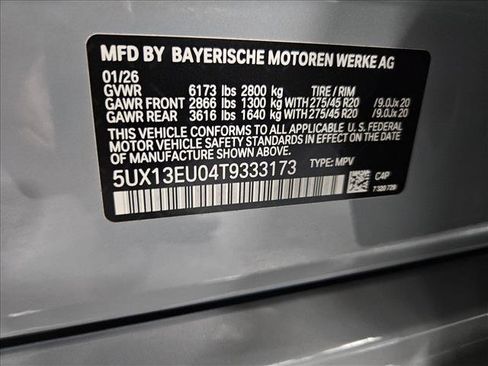 MFD BY BAYERISCHE MOTOREN WERKE AG
01/26
GVWR 6173 lbs 2800 kg TIRE / RIM
GAWR FRONT 2866 lbs 1300 kg WITH 275/45 R20 /9.0Jx 20
GAWR REAR 3616 lbs 1640 kg WITH 275/45 R20 /9.0Jx 20
THIS VEHICLE CONFORMS TO ALL APPLICABLE U. S. FEDERAL
MOTOR VEHICLE SAFETY STANDARDS IN EFFECT ON THE DATE
OF MANUFACTURE SHOWN ABOVE.
5UX13EU04T9333173 TYPE: MPV
C4P
7 320 729